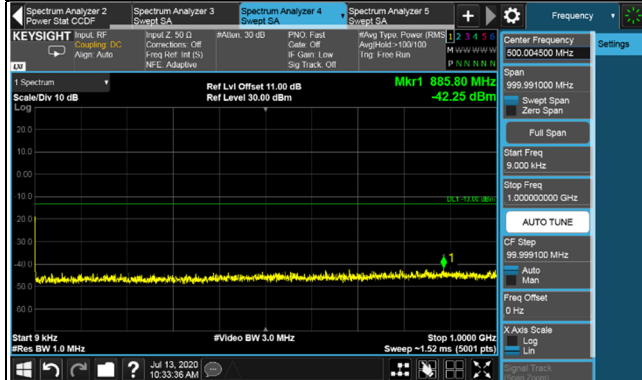 Spectrum Analyzer 2
Power Stat CCDF
Spectrum Analyzer 3
Swept SA
Spectrum Analyzer 4
Swept SA
Spectrum Analyzer 5
Swept SA
Frequency
KEYSIGHT
Input: RF
Coupling: DC
Align: Auto
Input Z: 50 Ω
Corrections: Off
Freq Ref: Int (S)
NFE: Adaptive
#Atten: 30 dB
PNO: Fast
Gate: Off
IF Gain: Low
Sig Track: Off
#Avg Type: Power (RMS
Avg|Hold:>100/100
Trig: Free Run
1 2 3 4 5 6
M W W W W W
P N N N N N
LXI
Center Frequency
500.004500 MHz
Settings
Span
999.991000 MHz
Swept Span
Zero Span
Full Span
Start Freq
9.000 kHz
Stop Freq
1.000000000 GHz
AUTO TUNE
CF Step
99.999100 MHz
Auto
Man
Freq Offset
0 Hz
X Axis Scale
Log
Lin
Signal Track
(Span Zoom)
1 Spectrum
Scale/Div 10 dB
Log
Ref Lvl Offset 11.00 dB
Ref Level 30.00 dBm
Mkr1 885.80 MHz
-42.25 dBm
20.0
10.0
0.00
-10.0
DL1 -13.00 dBm
-20.0
-30.0
-40.0
1
-50.0
-60.0
Start 9 kHz
#Res BW 1.0 MHz
#Video BW 3.0 MHz
Stop 1.0000 GHz
Sweep ~1.52 ms (5001 pts)
?
Jul 13, 2020
10:33:36 AM